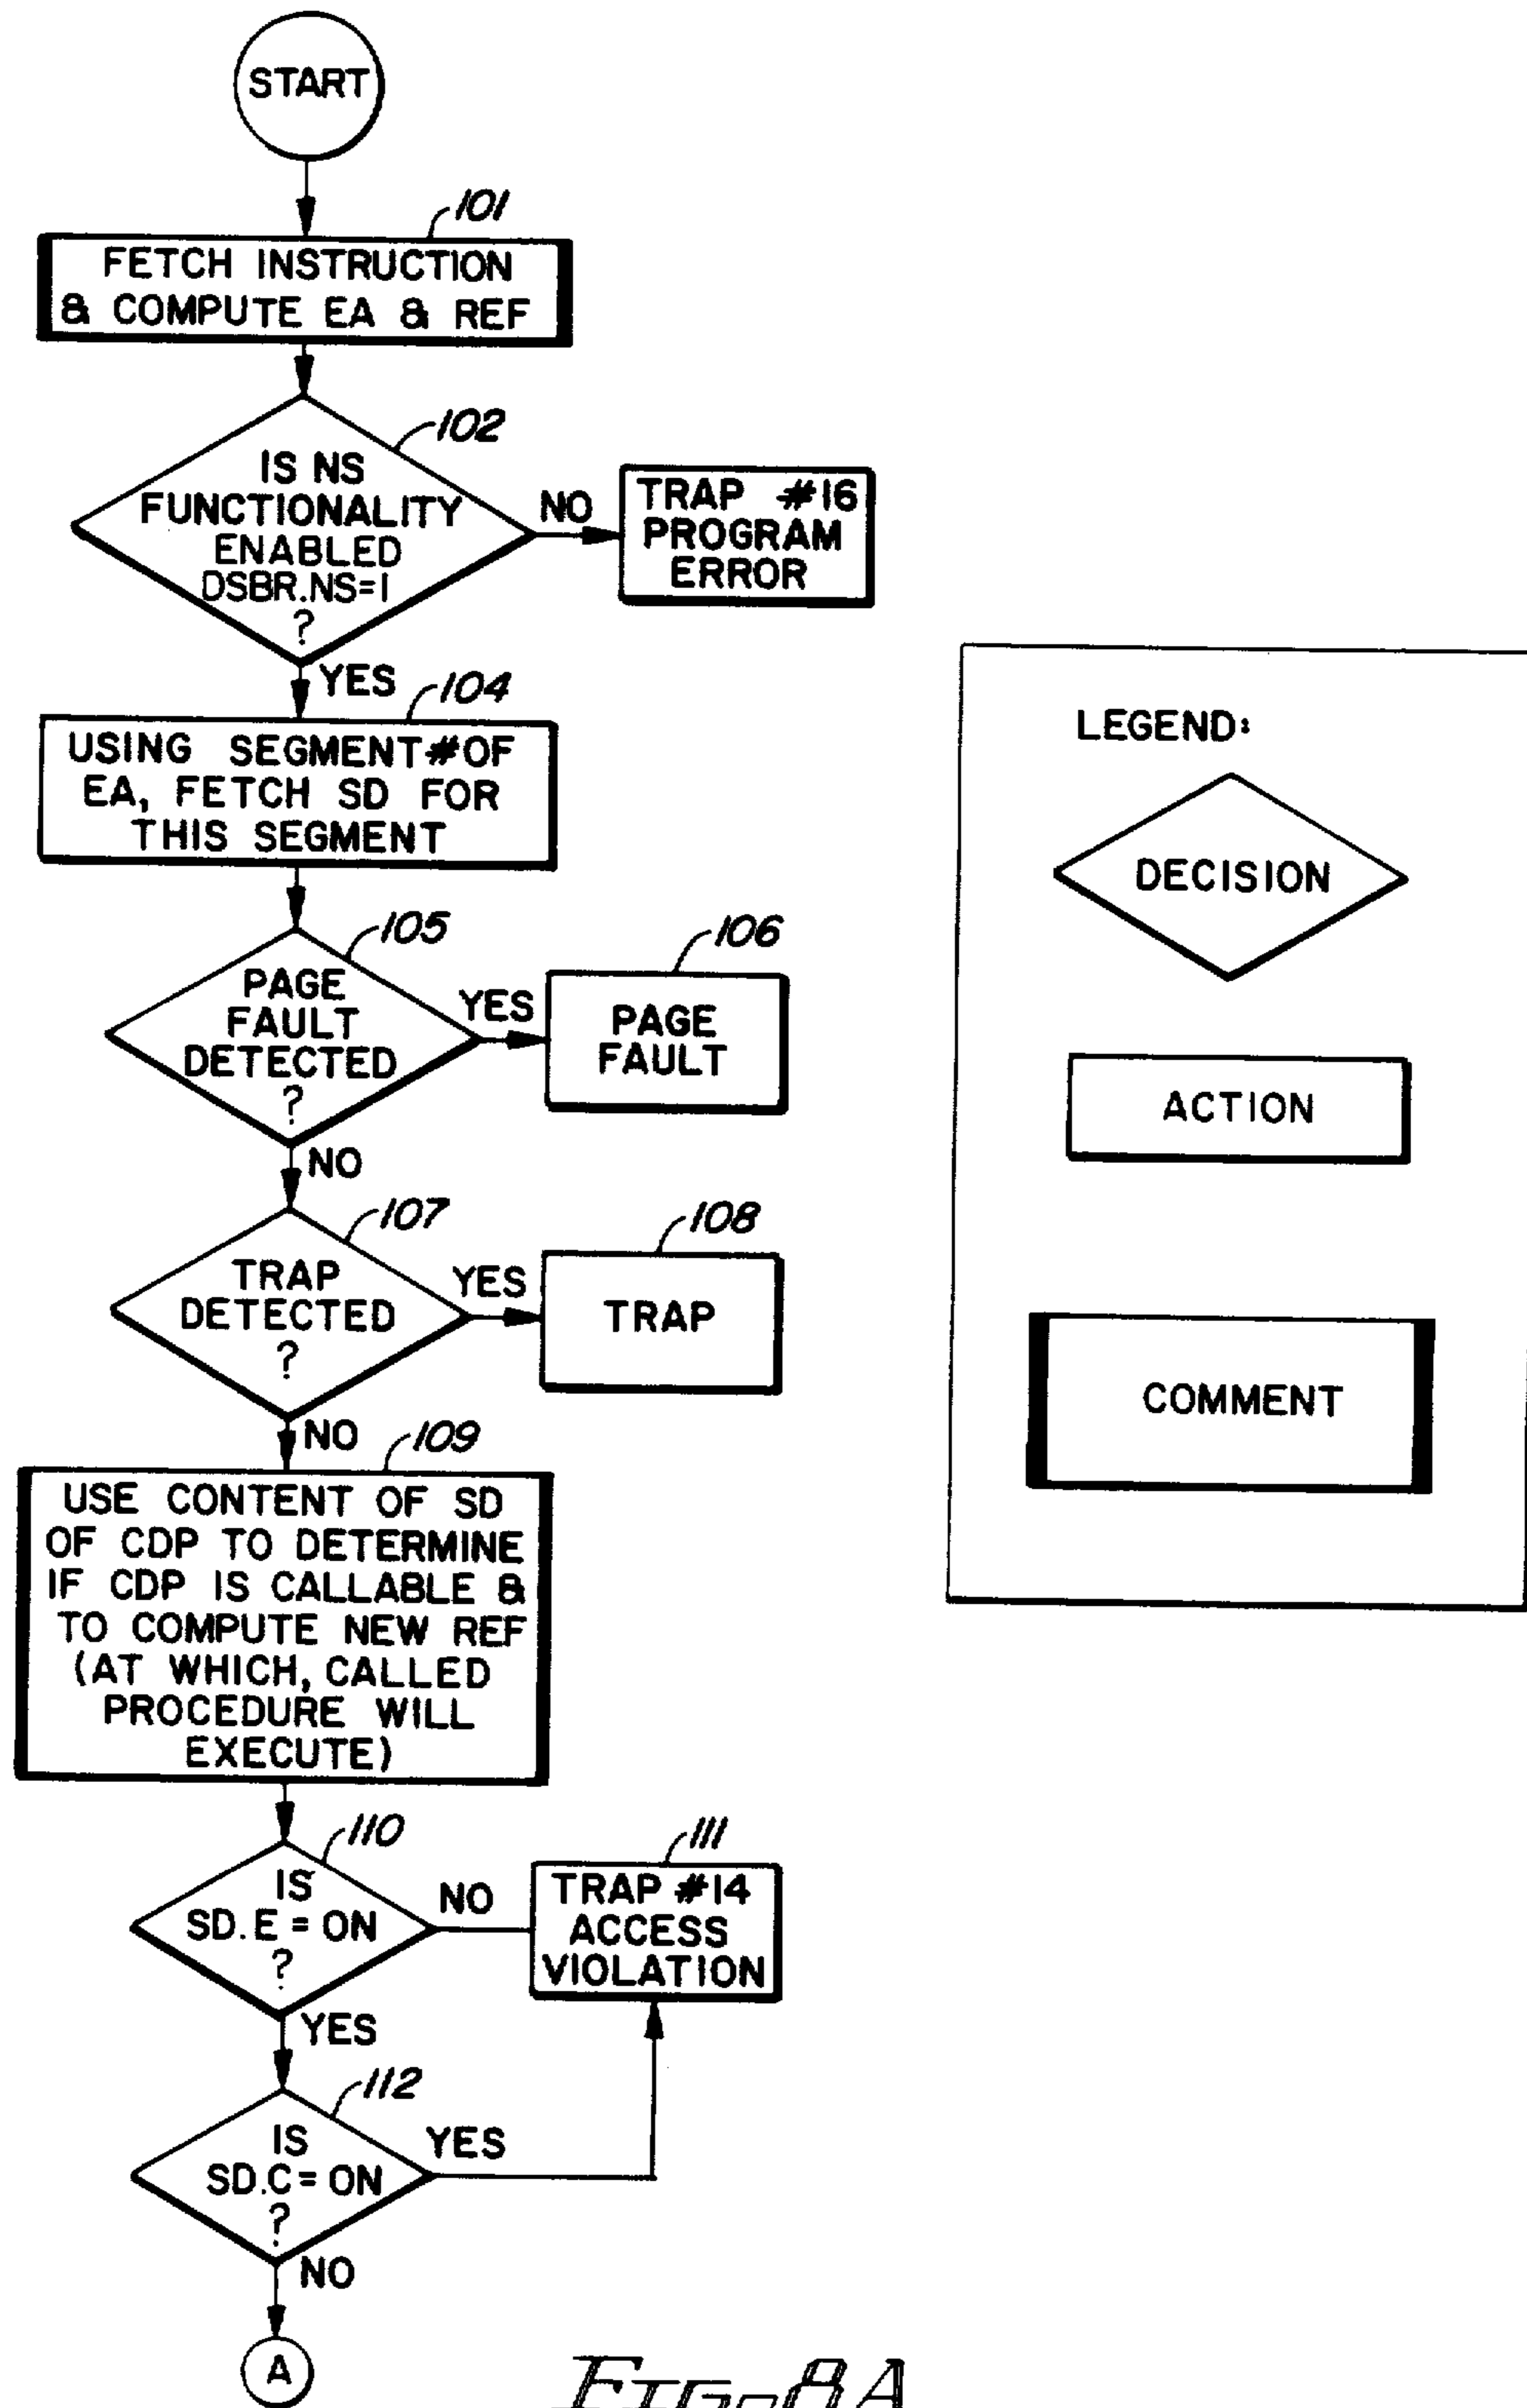 START
101
FETCH INSTRUCTION
& COMPUTE EA & REF
102
IS NS
FUNCTIONALITY
ENABLED
DSBR.NS=1
?
NO
TRAP #16
PROGRAM
ERROR
YES
104
USING SEGMENT # OF
EA, FETCH SD FOR
THIS SEGMENT
105
PAGE
FAULT
DETECTED
?
YES
106
PAGE
FAULT
NO
107
TRAP
DETECTED
?
YES
108
TRAP
NO
109
USE CONTENT OF SD
OF CDP TO DETERMINE
IF CDP IS CALLABLE &
TO COMPUTE NEW REF
(AT WHICH, CALLED
PROCEDURE WILL
EXECUTE)
110
IS
SD.E = ON
?
NO
111
TRAP #14
ACCESS
VIOLATION
YES
112
IS
SD.C = ON
?
YES
NO
A
LEGEND:
DECISION
ACTION
COMMENT
FIG-8A